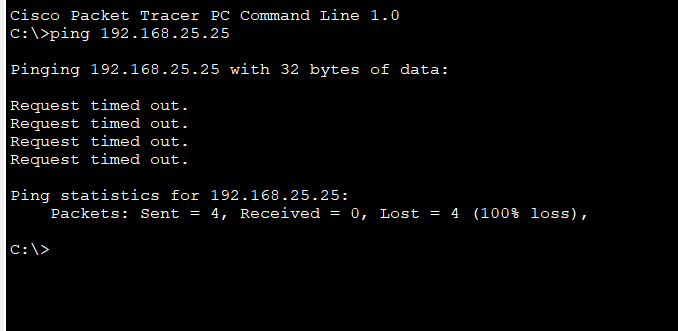 Cisco Packet Tracer PC Command Line 1.0
C:\>ping 192.168.25.25
Pinging 192.168.25.25 with 32 bytes of data:
Request timed out.
Request timed out.
Request timed out.
Request timed out.
Ping statistics for 192.168.25.25:
Packets: Sent = 4, Received = 0, Lost = 4 (100% loss),
C:\>